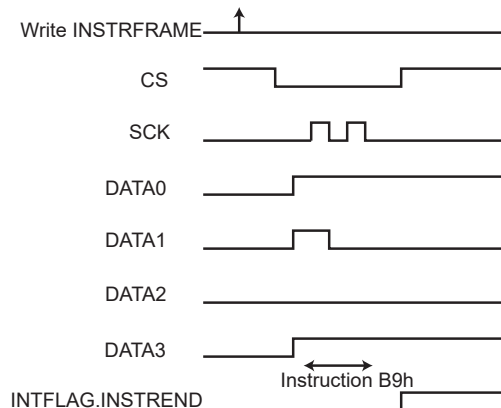 Write INSTRFRAME
CS
SCK
DATA0
DATA1
DATA2
DATA3
Instruction B9h
INTFLAG.INSTREND